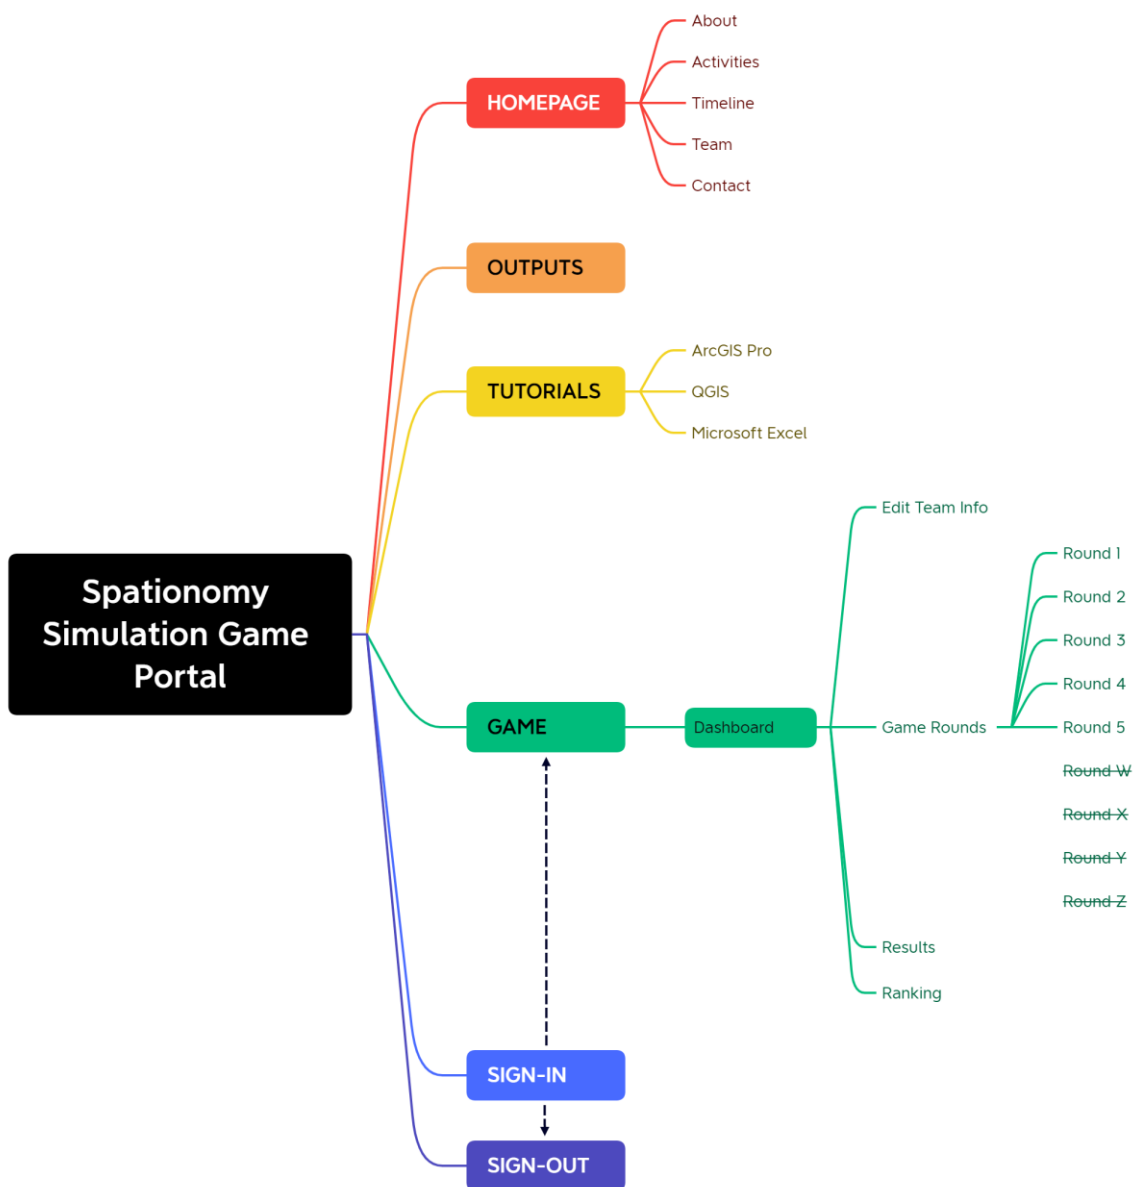 Spationomy
Simulation Game
Portal
HOMEPAGE
About
Activities
Timeline
Team
Contact
OUTPUTS
TUTORIALS
ArcGIS Pro
QGIS
Microsoft Excel
GAME
Dashboard
Edit Team Info
Game Rounds
Round 1
Round 2
Round 3
Round 4
Round 5
Round W
Round X
Round Y
Round Z
Results
Ranking
SIGN-IN
SIGN-OUT